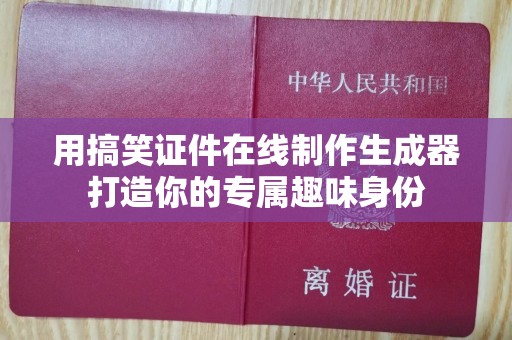 中华人民共和国
用搞笑证件在线制作生成器
打造你的专属趣味身份
离婚证